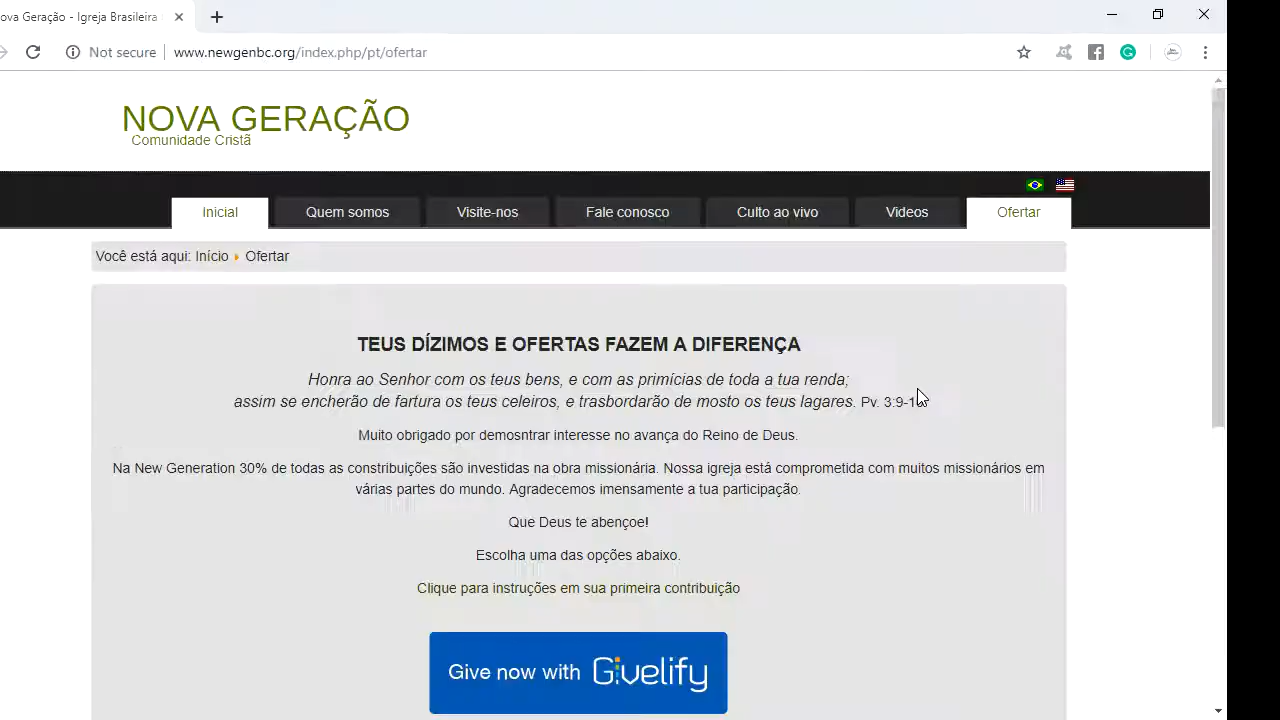 ova Geração - Igreja Brasileira
Not secure
www.newgenbc.org/index.php/pt/ofertar
NOVA GERAÇÃO
Comunidade Cristã
Inicial Quem somos Visite-nos Fale conosco Culto ao vivo Videos Ofertar
Você está aqui: Início Ofertar
TEUS DÍZIMOS E OFERTAS FAZEM A DIFERENÇA
Honra ao Senhor com os teus bens, e com as primícias de toda a tua renda;
assim se encherão de fartura os teus celeiros, e trasbordarão de mosto os teus lagares. Pv.
Muito obrigado por demosntrar interesse no avança do Reino de Deus.
Na New Generation 30% de todas as constribuições são investidas na obra missionária. Nossa igreja está comprometida com muitos missionários em
várias partes do mundo. Agradecemos imensamente a tua participação.
Que Deus te abençoe!
Escolha uma das opções abaixo.
Clique para instruções em sua primeira contribuição
Give now with Givelify